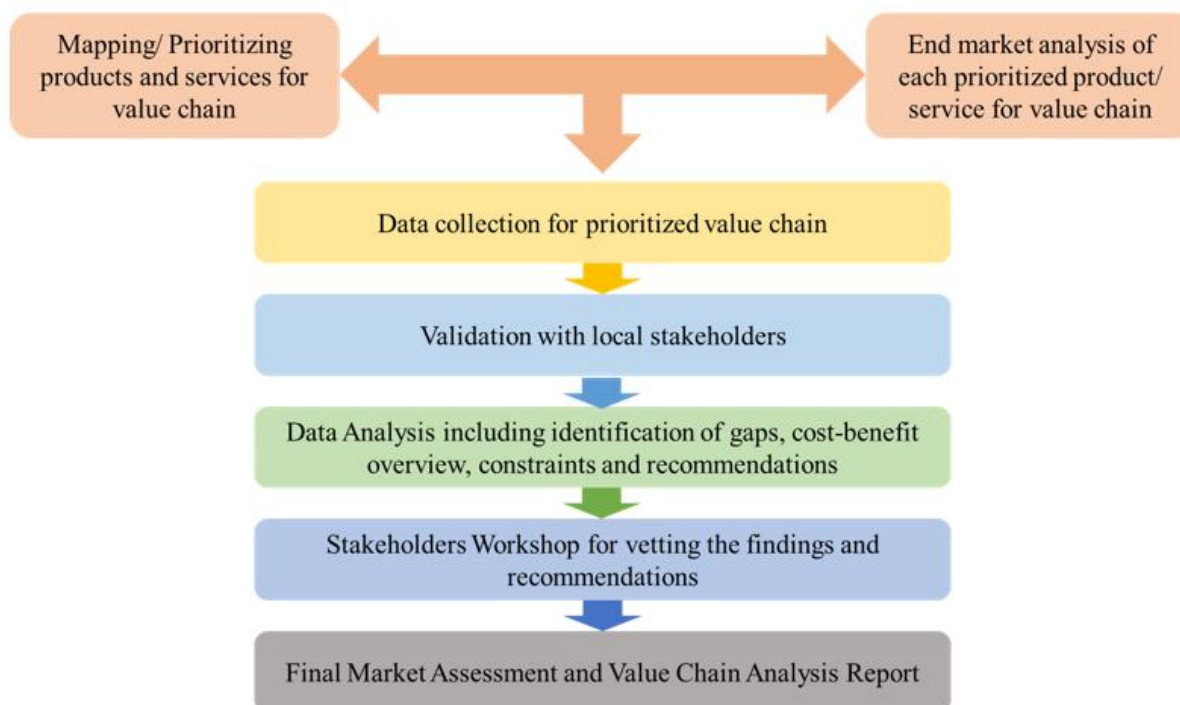 Mapping/ Prioritizing
products and services for
value chain
End market analysis of
each prioritized product/
service for value chain
Data collection for prioritized value chain
Validation with local stakeholders
Data Analysis including identification of gaps, cost-benefit
overview, constraints and recommendations
Stakeholders Workshop for vetting the findings and
recommendations
Final Market Assessment and Value Chain Analysis Report